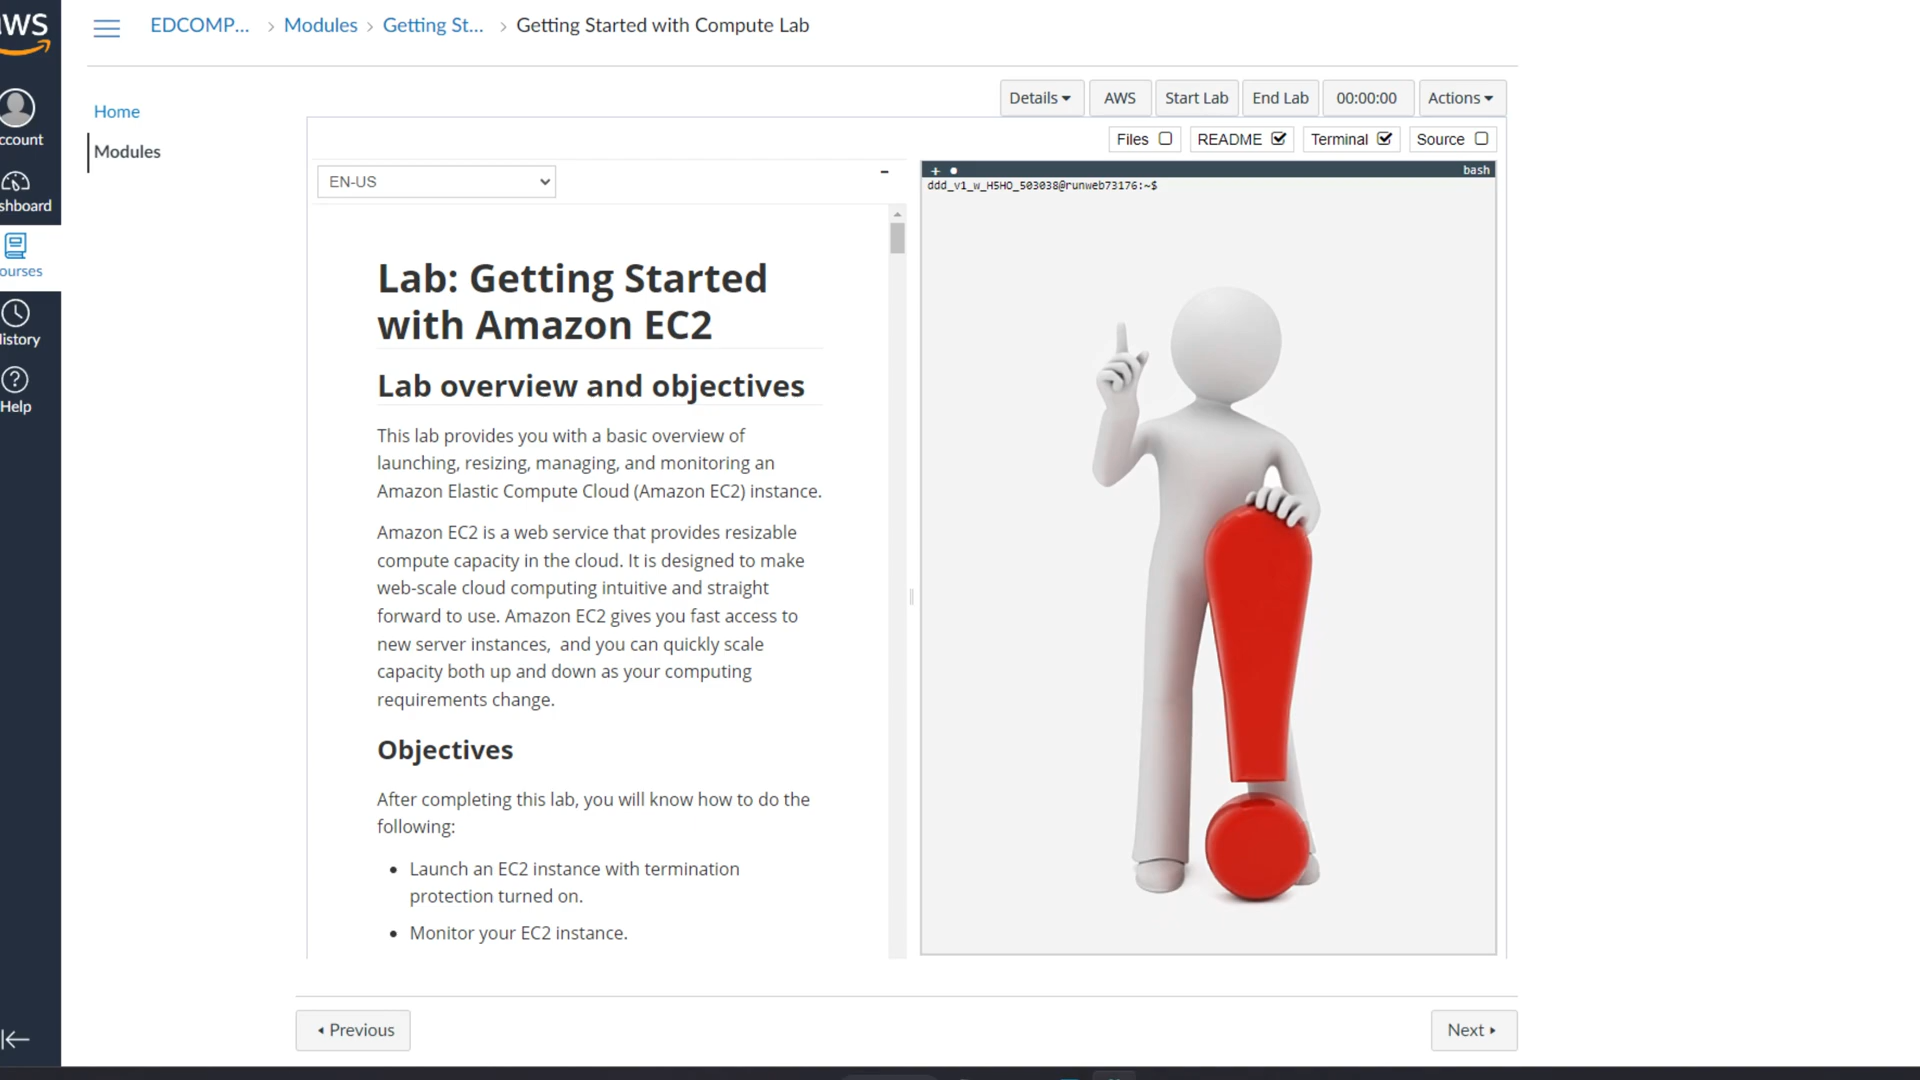 EDCOMP... > Modules > Getting St... > Getting Started with Compute Lab
Home
Modules
Details
AWS
Start Lab
End Lab
00:00:00
Actions
Files
README
Terminal
Source
EN-US
-
Lab: Getting Started
with Amazon EC2
Lab overview and objectives
This lab provides you with a basic overview of
launching, resizing, managing, and monitoring an
Amazon Elastic Compute Cloud (Amazon EC2) instance.
Amazon EC2 is a web service that provides resizable
compute capacity in the cloud. It is designed to make
web-scale cloud computing intuitive and straight
forward to use. Amazon EC2 gives you fast access to
new server instances, and you can quickly scale
capacity both up and down as your computing
requirements change.
Objectives
After completing this lab, you will know how to do the
following:
• Launch an EC2 instance with termination
protection turned on.
• Monitor your EC2 instance.
bash
ddd_v1_w_H5HO_503038@runweb73176:~$
Previous
Next
aws
ccount
shboard
ourses
istory
Help